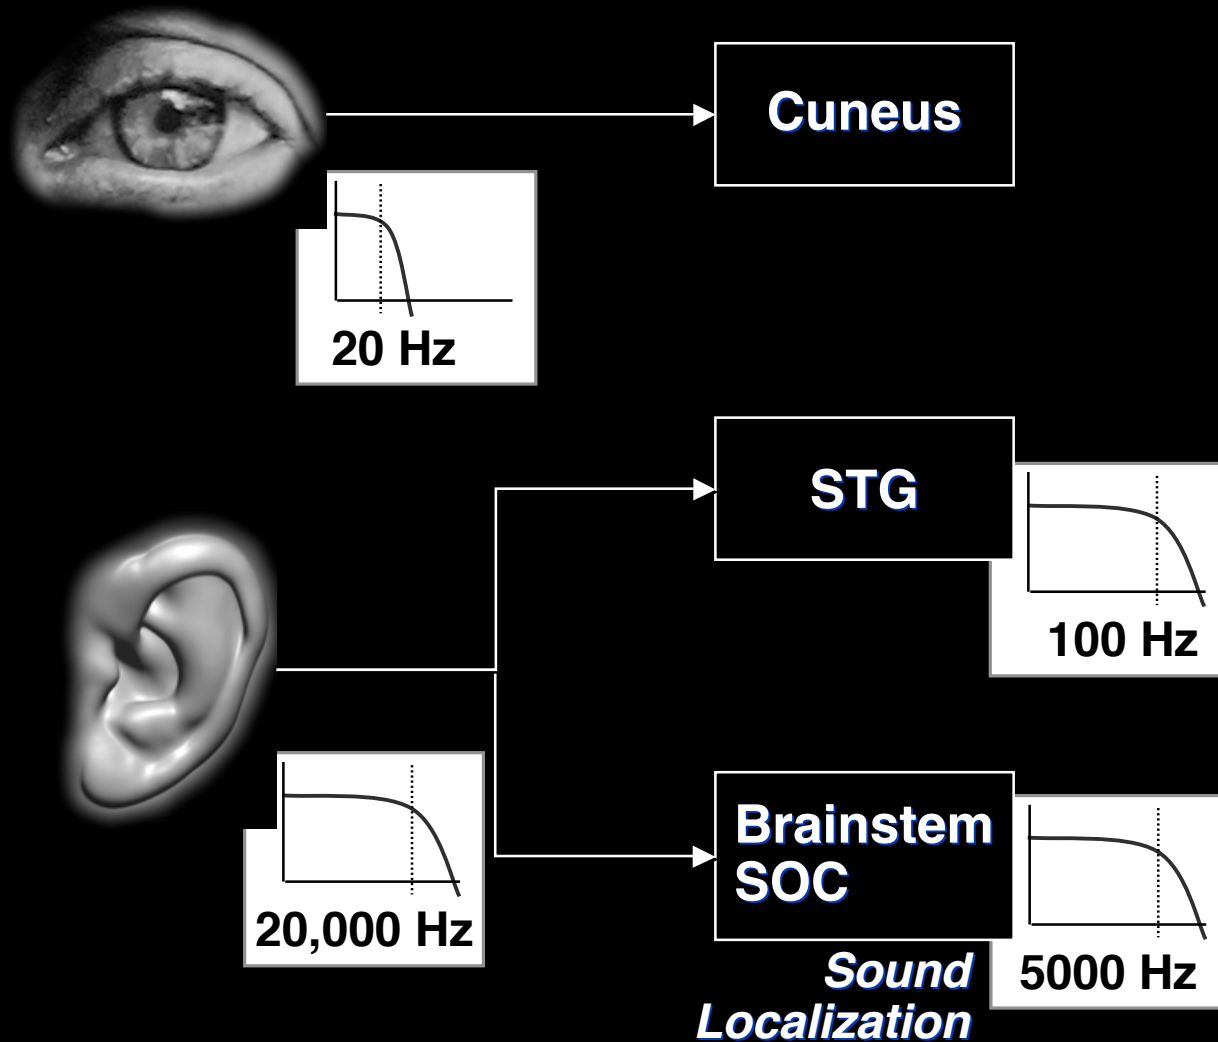 Cuneus
20 Hz
STG
100 Hz
Brainstem
SOC
20,000 Hz
5000 Hz
Sound
Localization